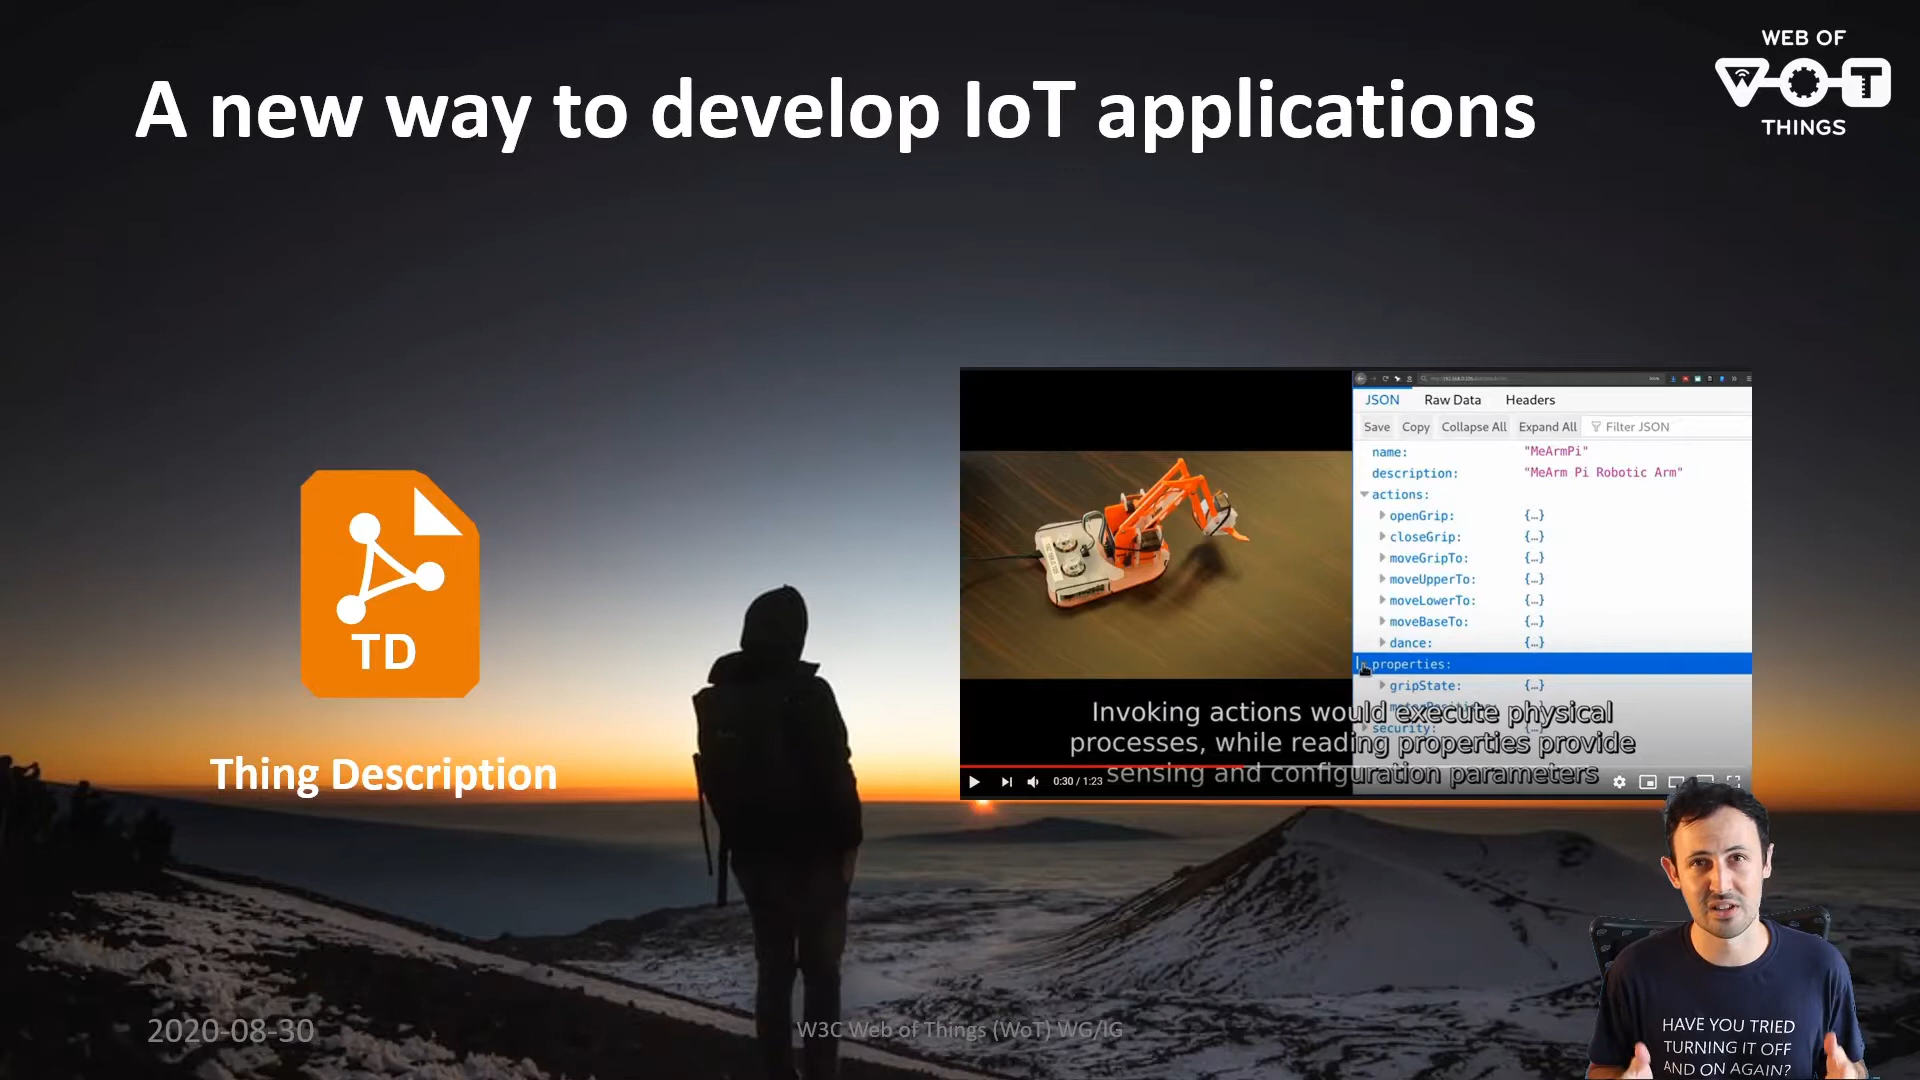 WEB OF
WOT
THINGS
A new way to develop IoT applications
TD
Thing Description
JSON Raw Data Headers
Save Copy Collapse All Expand All Filter JSON
name: "MeArmPi"
description: "MeArm Pi Robotic Arm"
actions:
openGrip: {…}
closeGrip: {…}
moveGripTo: {…}
moveUpperTo: {…}
moveLowerTo: {…}
moveBaseTo: {…}
dance: {…}
properties:
gripState: {…}
security: {…}
Invoking actions would execute physical
processes, while reading properties provide
sensing and configuration parameters
0:30 / 1:23
HAVE YOU TRIED
TURNING IT OFF
AND ON AGAIN?
2020-08-30
W3C Web of Things (WoT) WG/IG